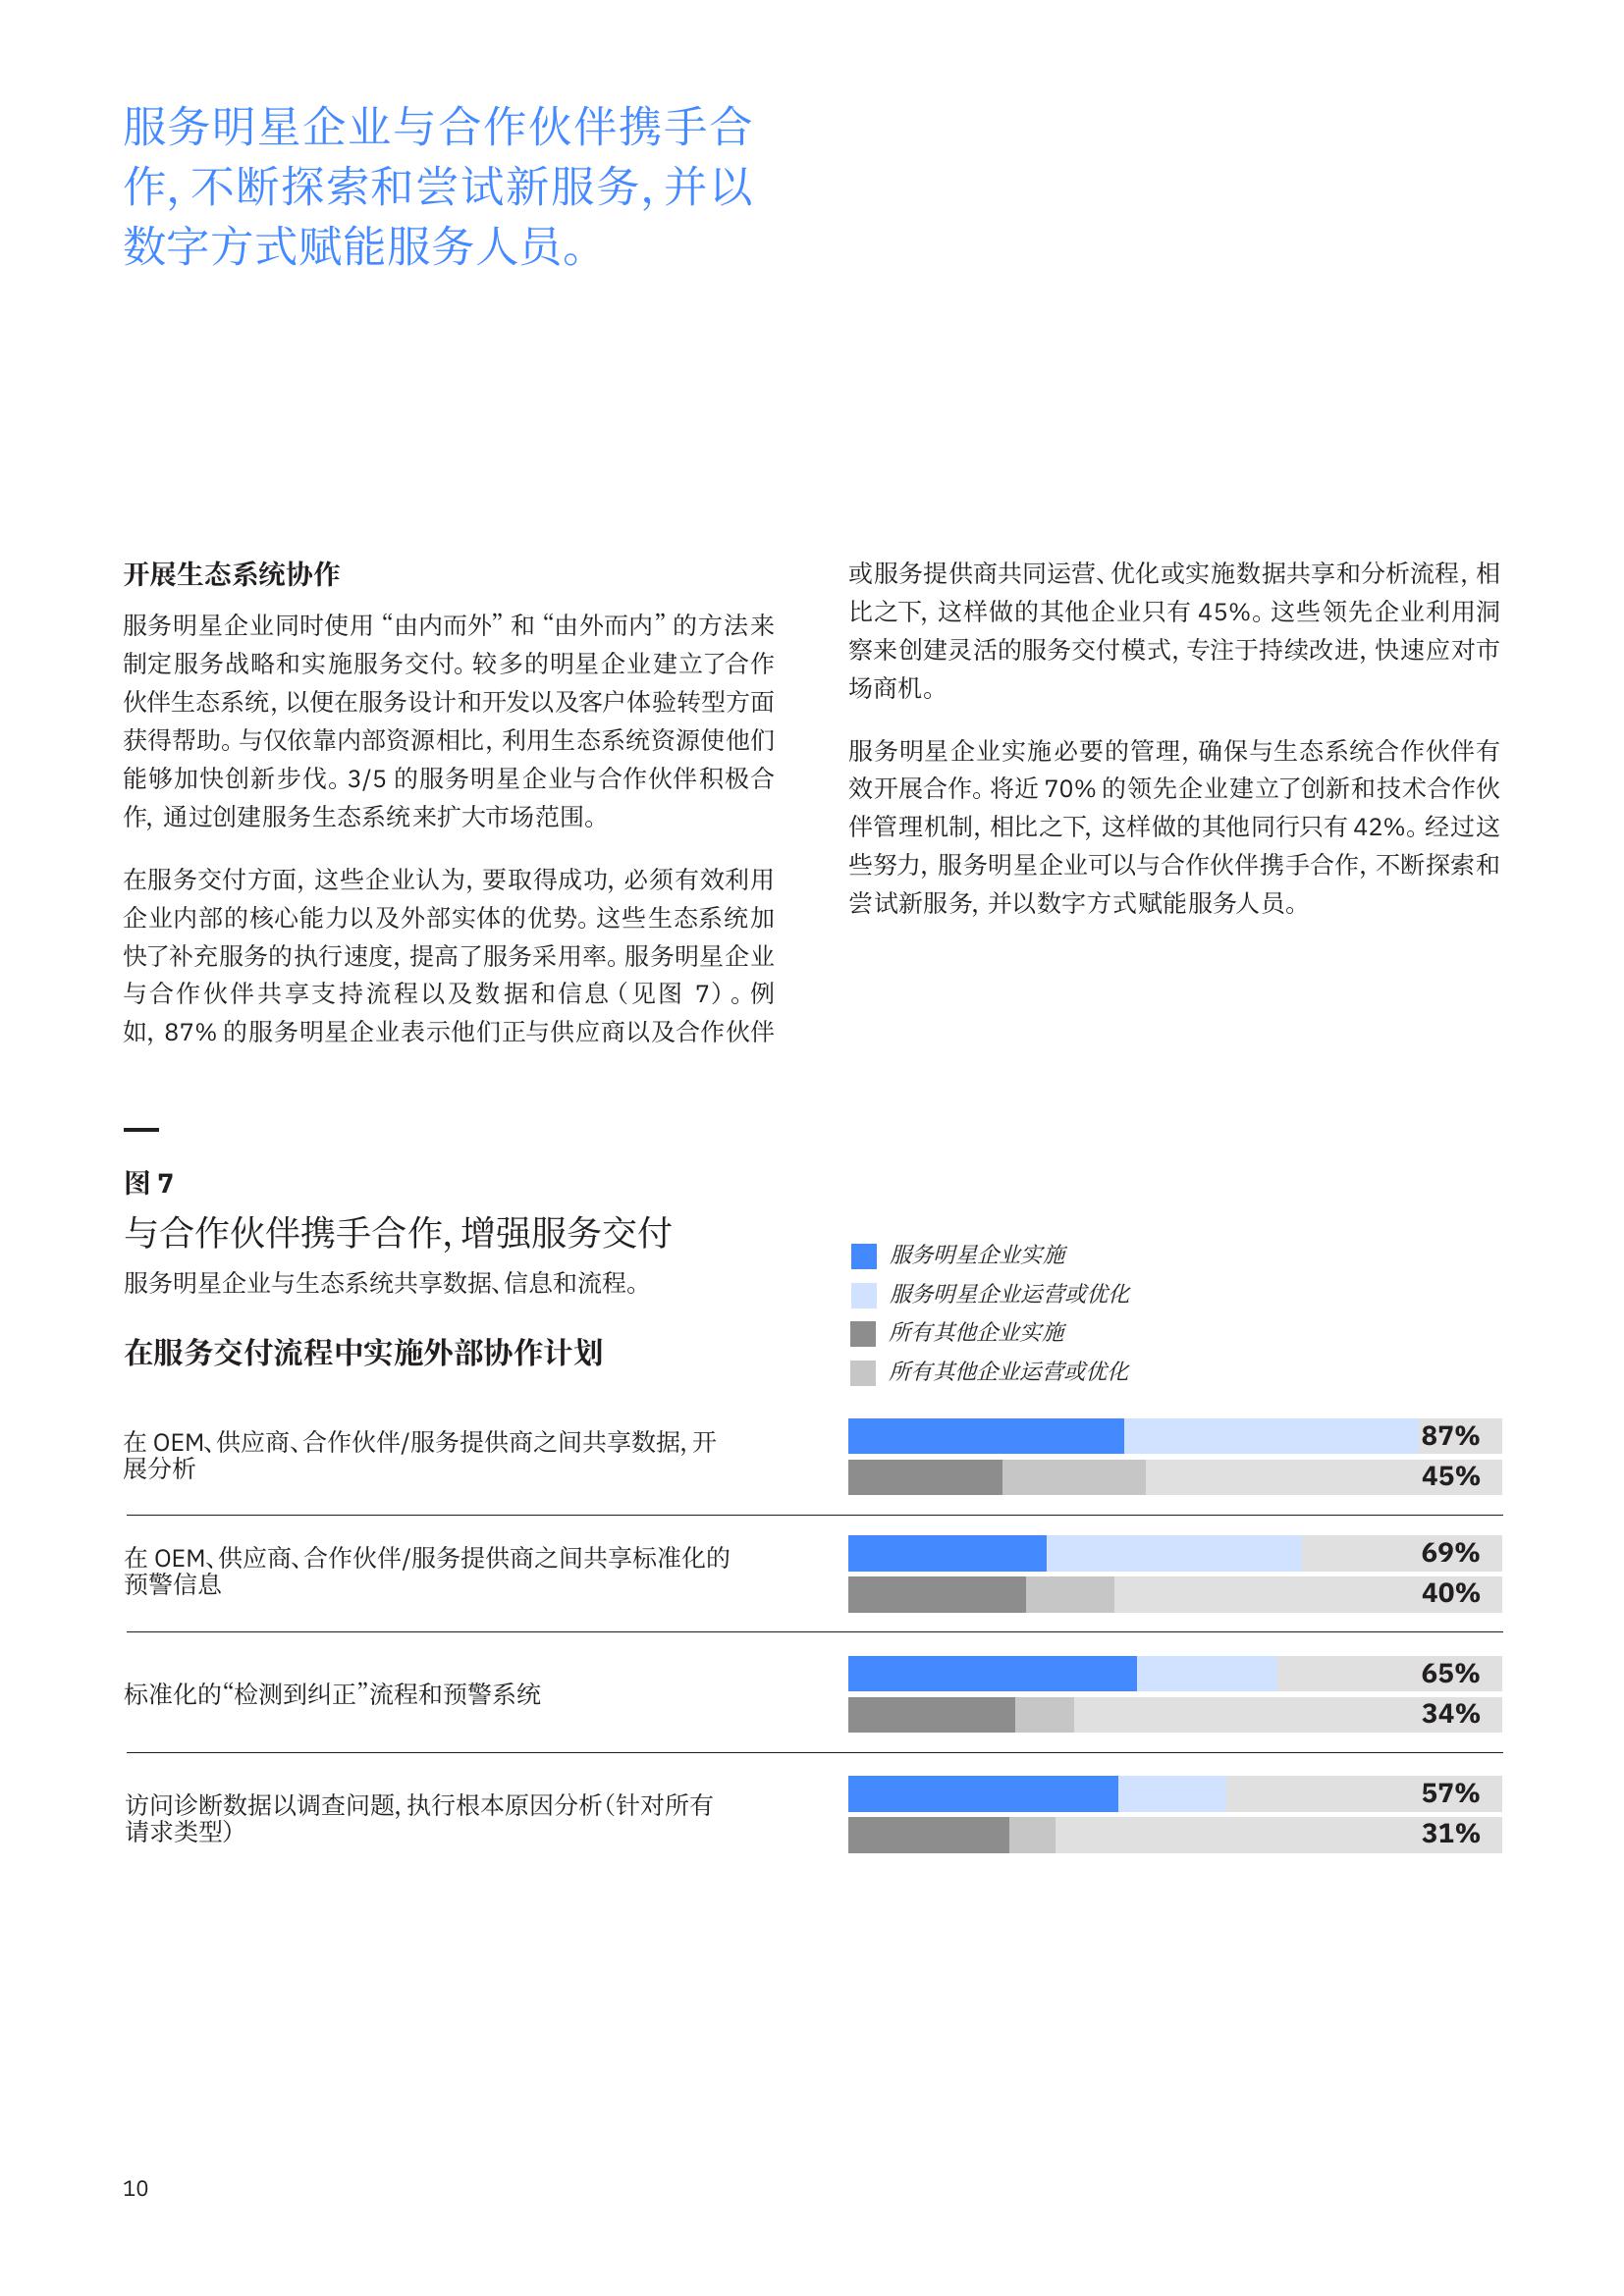 服务明星企业与合作伙伴携手合
作, 不断探索和尝试新服务, 并以
数字方式赋能服务人员。
开展生态系统协作
服务明星企业同时使用 “由内而外” 和 “由外而内” 的方法来
制定服务战略和实施服务交付。较多的明星企业建立了合作
伙伴生态系统, 以便在服务设计和开发以及客户体验转型方面
获得帮助。与仅依靠内部资源相比, 利用生态系统资源使他们
能够加快创新步伐。3/5 的服务明星企业与合作伙伴积极合
作, 通过创建服务生态系统来扩大市场范围。
在服务交付方面, 这些企业认为, 要取得成功, 必须有效利用
企业内部的核心能力以及外部实体的优势。这些生态系统加
快了补充服务的执行速度, 提高了服务采用率。服务明星企业
与合作伙伴共享支持流程以及数据和信息（见图 7）。例
如, 87% 的服务明星企业表示他们正与供应商以及合作伙伴
或服务提供商共同运营、优化或实施数据共享和分析流程, 相
比之下, 这样做的其他企业只有 45%。这些领先企业利用洞
察来创建灵活的服务交付模式, 专注于持续改进, 快速应对市
场商机。
服务明星企业实施必要的管理, 确保与生态系统合作伙伴有
效开展合作。将近 70% 的领先企业建立了创新和技术合作伙
伴管理机制, 相比之下, 这样做的其他同行只有 42%。经过这
些努力, 服务明星企业可以与合作伙伴携手合作, 不断探索和
尝试新服务, 并以数字方式赋能服务人员。
图 7
与合作伙伴携手合作, 增强服务交付
服务明星企业与生态系统共享数据、信息和流程。
在服务交付流程中实施外部协作计划
服务明星企业实施
服务明星企业运营或优化
所有其他企业实施
所有其他企业运营或优化
在 OEM、供应商、合作伙伴/服务提供商之间共享数据, 开
展分析
87%
45%
在 OEM、供应商、合作伙伴/服务提供商之间共享标准化的
预警信息
69%
40%
标准化的“检测到纠正”流程和预警系统
65%
34%
访问诊断数据以调查问题, 执行根本原因分析（针对所有
请求类型）
57%
31%
10